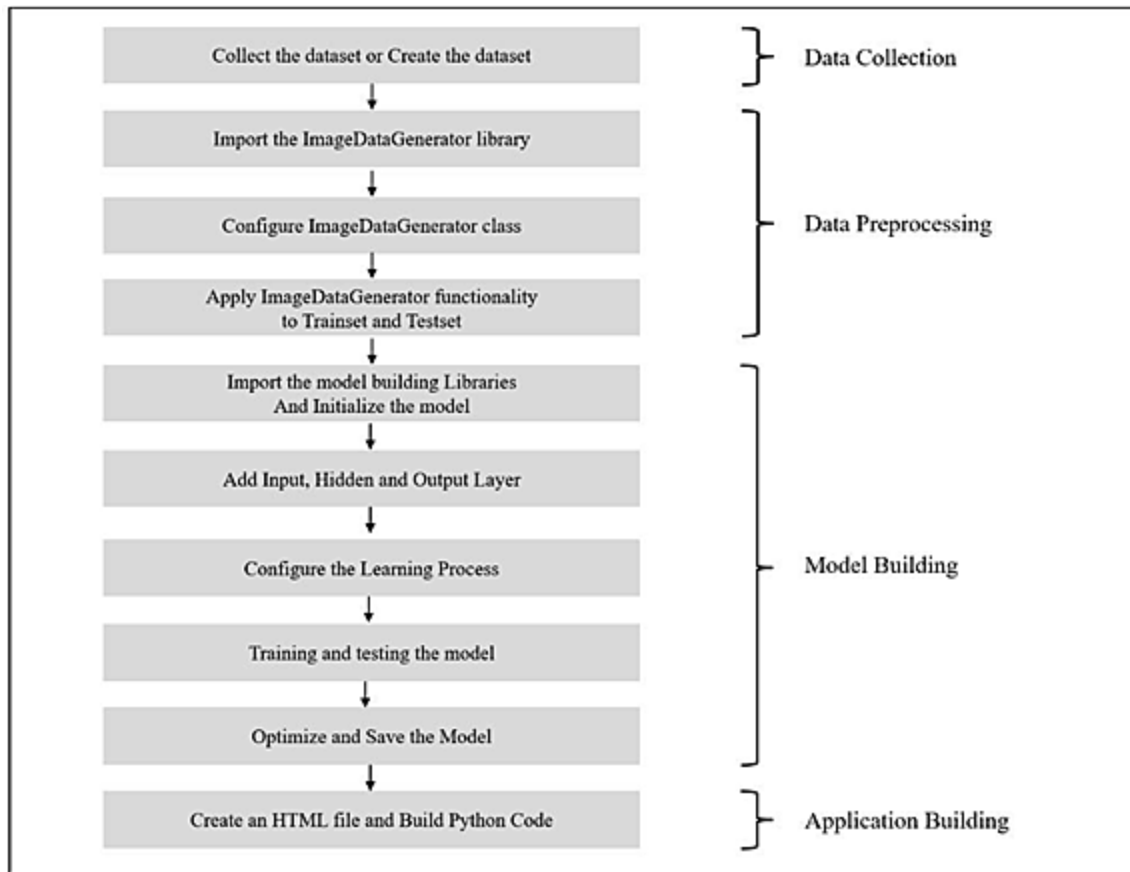 Collect the dataset or Create the dataset
Data Collection
Import the ImageDataGenerator library
Configure ImageDataGenerator class
Data Preprocessing
Apply ImageDataGenerator functionality
to Trainset and Testset
Import the model building Libraries
And Initialize the model
Add Input, Hidden and Output Layer
Configure the Learning Process
Model Building
Training and testing the model
Optimize and Save the Model
Create an HTML file and Build Python Code
Application Building